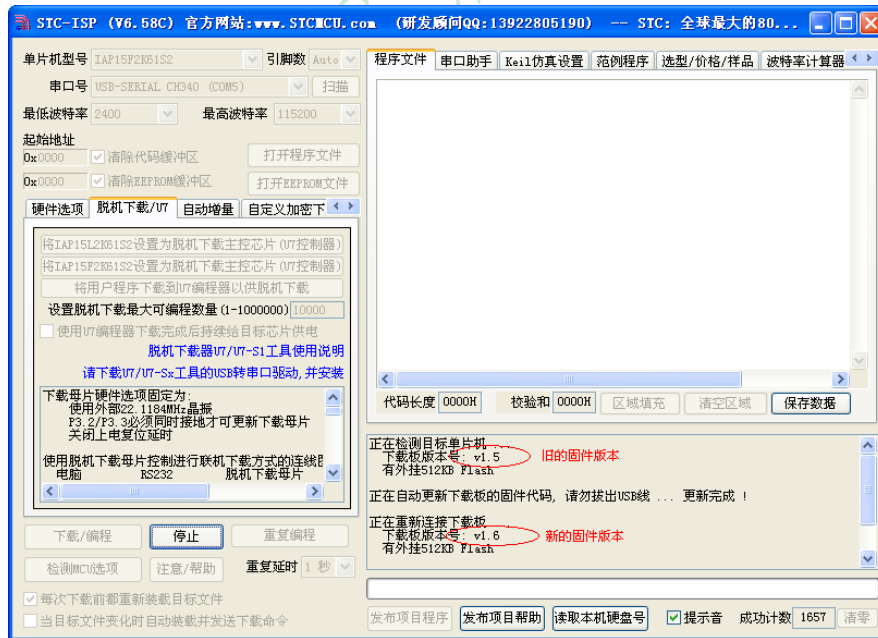 STC-ISP (V6.58C) 官方网站:www.STCMCU.com (研发顾问QQ:13922805190) -- STC: 全球最大的80...
单片机型号 IAP15F2K61S2 引脚数 Auto
串口号 USB-SERIAL CH340 (COM5) 扫描
最低波特率 2400 最高波特率 115200
起始地址
0x0000 清除代码缓冲区 打开程序文件
0x0000 清除EEPROM缓冲区 打开EEPROM文件
硬件选项 脱机下载/U7 自动增量 自定义加密下
将IAP15L2K61S2设置为脱机下载主控芯片(U7控制器)
将IAP15F2K61S2设置为脱机下载主控芯片(U7控制器)
将用户程序下载到U7编程器以供脱机下载
设置脱机下载最大可编程数量(1-1000000) 10000
使用U7编程器下载完成后持续给目标芯片供电
脱机下载器U7/U7-S1工具使用说明
请下载U7/U7-Sx工具的USB转串口驱动,并安装
下载母片硬件选项固定为:
使用外部22.1184MHz晶振
P3.2/P3.3必须同时接地才可更新下载母片
关闭上电复位延时
使用脱机下载母片控制进行联机下载方式的连线
电脑 RS232 脱机下载母片
下载/编程 停止 重复编程
检测MCU选项 注意/帮助 重复延时 1 秒
每次下载前都重新装载目标文件
当目标文件变化时自动装载并发送下载命令
程序文件 串口助手 Keil仿真设置 范例程序 选型/价格/样品 波特率计算器
代码长度 0000H 校验和 0000H 区域填充 清空区域 保存数据
正在检测目标单片机 ...
下载板版本号: v1.5 旧的固件版本
有外挂512KB Flash
正在自动更新下载板的固件代码, 请勿拔出USB线 ... 更新完成 !
正在重新连接下载板 
下载板版本号: v1.6 新的固件版本
有外挂512KB Flash
发布项目程序 发布项目帮助 读取本机硬盘号 提示音 成功计数 1657 清零